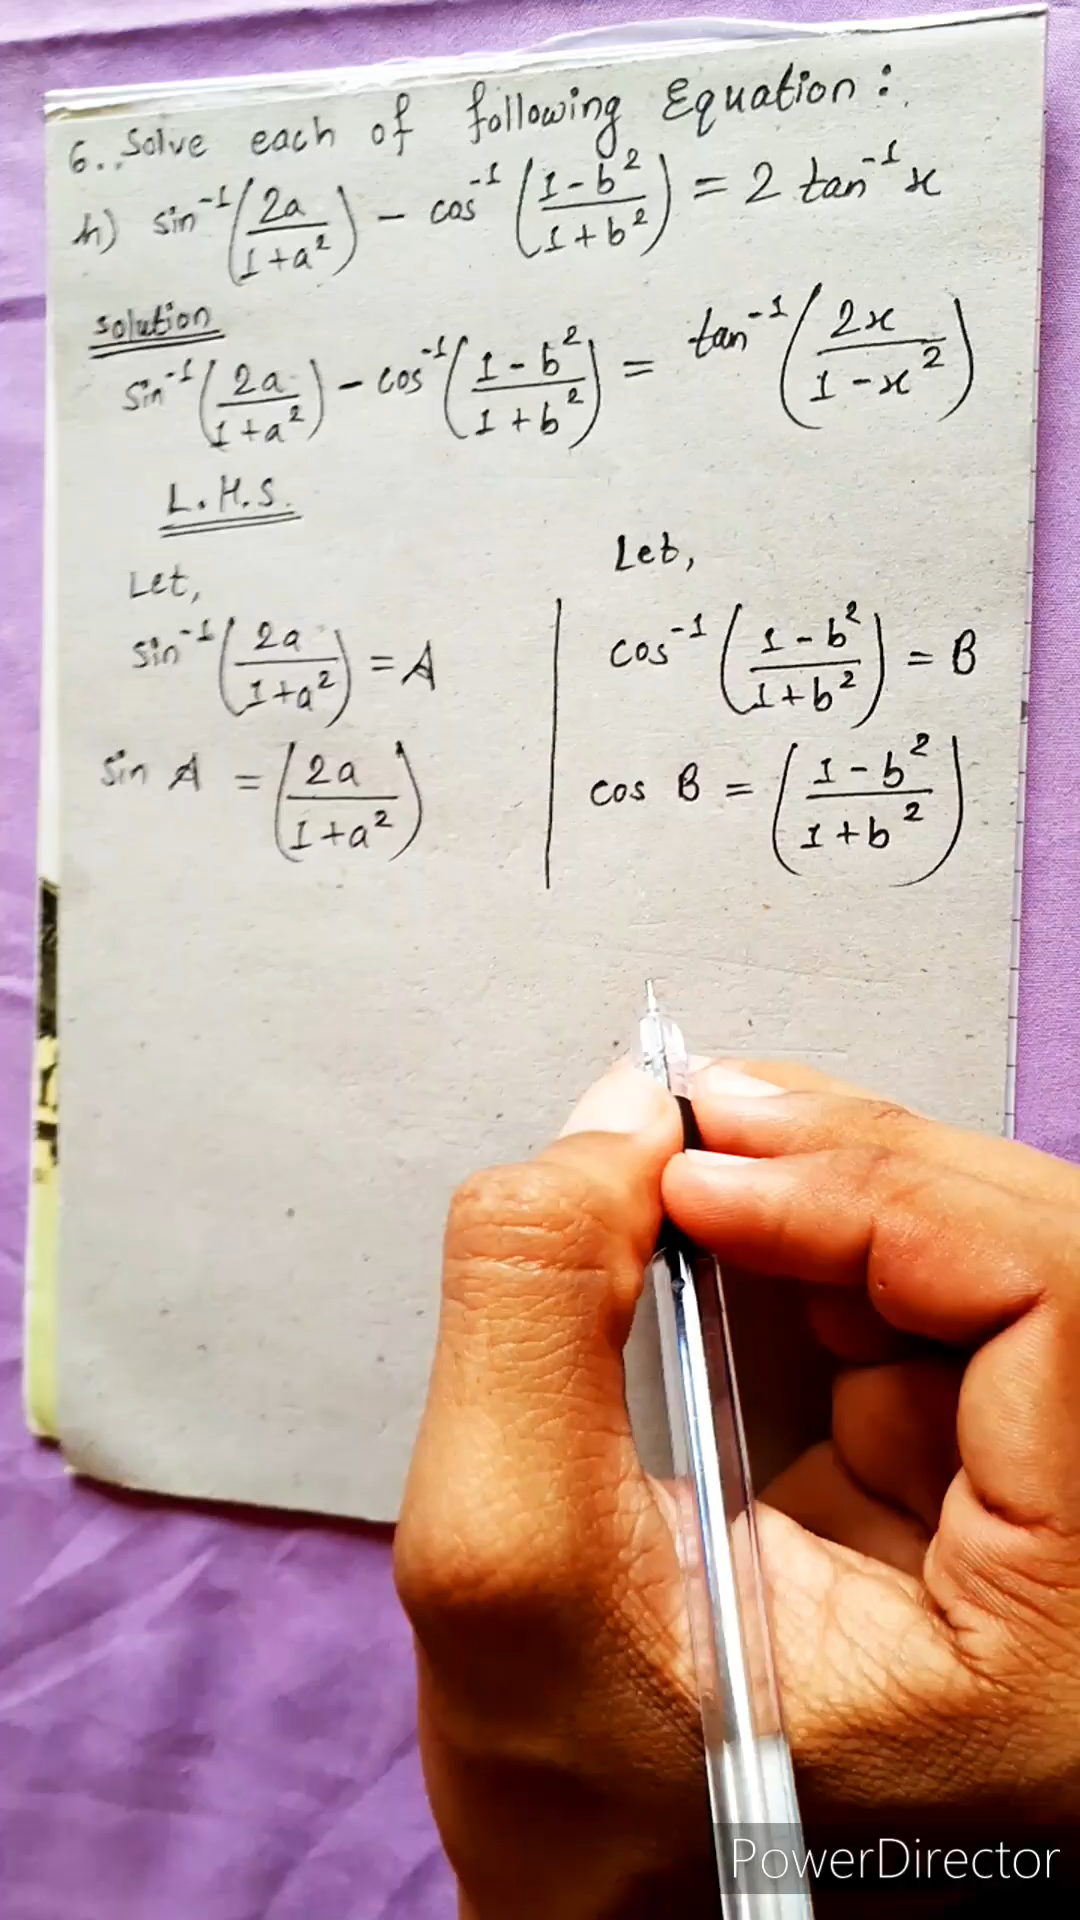 6. Solve each of following Equation:
h) sin⁻¹(2a/(1+a²)) - cos⁻¹((1-b²)/(1+b²)) = 2 tan⁻¹ x
solution
sin⁻¹(2a/(1+a²)) - cos⁻¹((1-b²)/(1+b²)) = tan⁻¹(2x/(1-x²))
L.H.S.
Let,
sin⁻¹(2a/(1+a²)) = A
sin A = (2a/(1+a²))
Let,
cos⁻¹((1-b²)/(1+b²)) = B
cos B = ((1-b²)/(1+b²))
PowerDirector